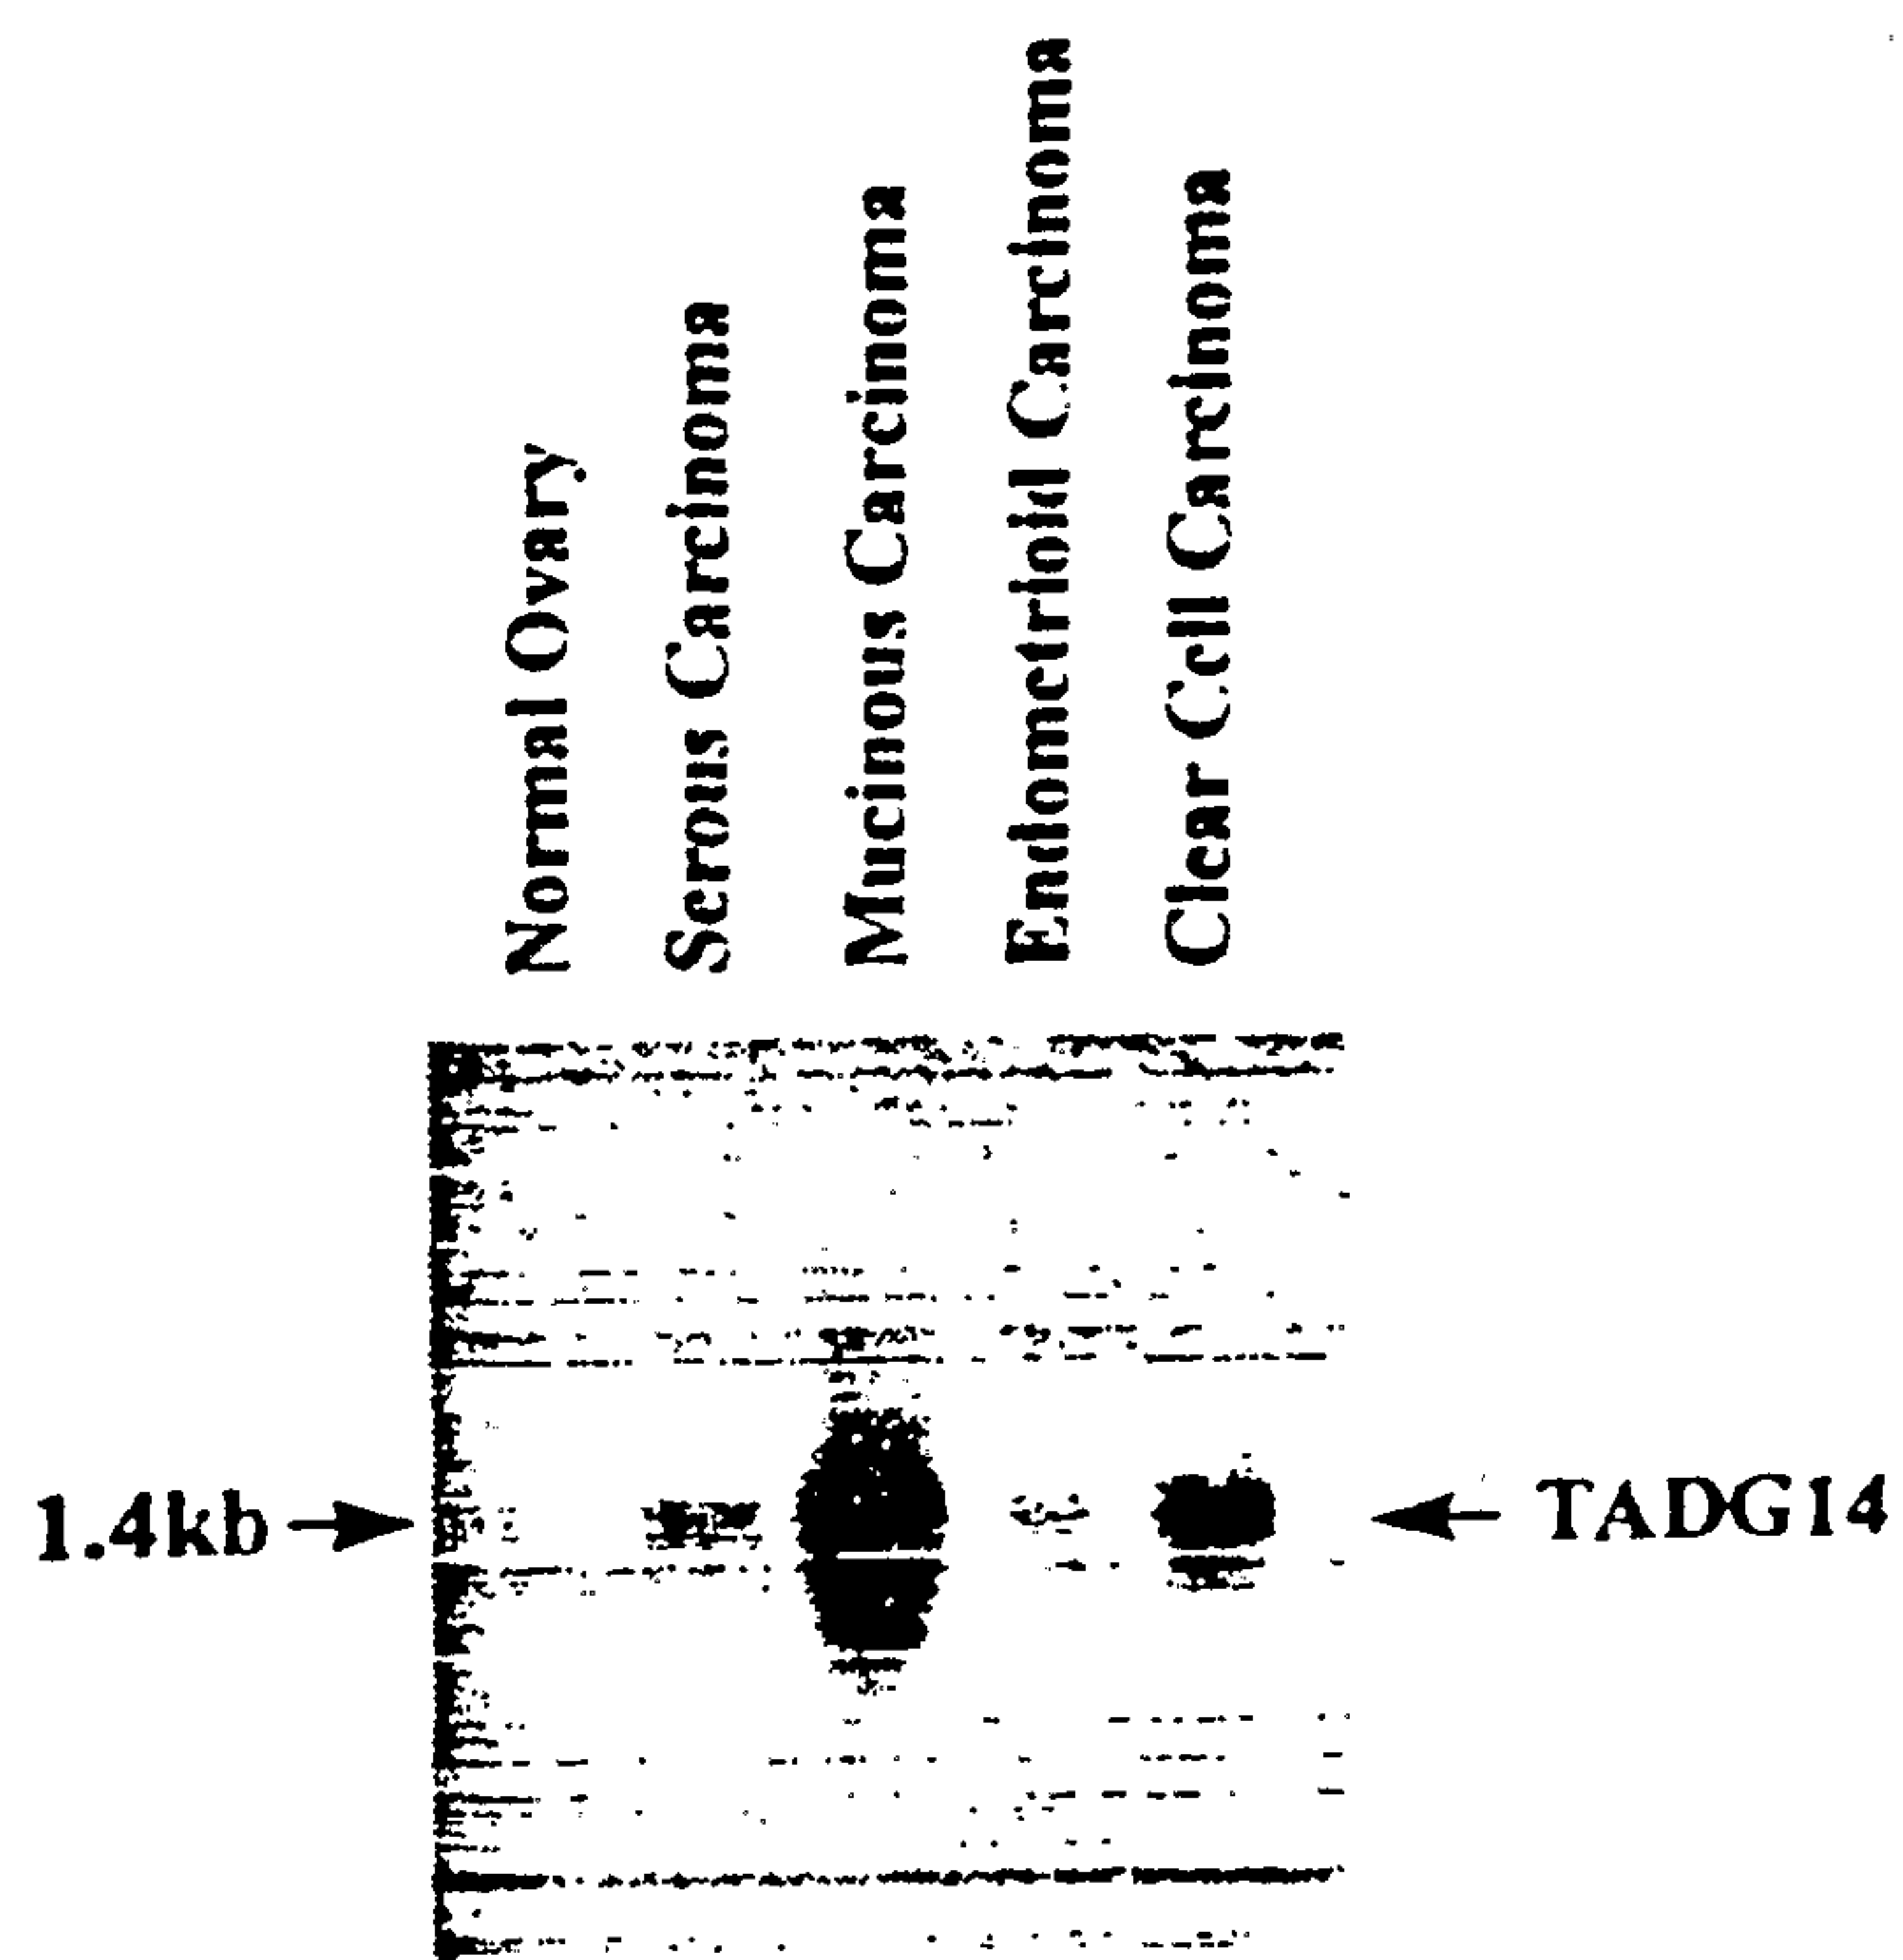 Normal Ovary
Serous Carcinoma
Mucinous Carcinoma
Endometrioid Carcinoma
Clear Cell Carcinoma
1.4kb
TADG14